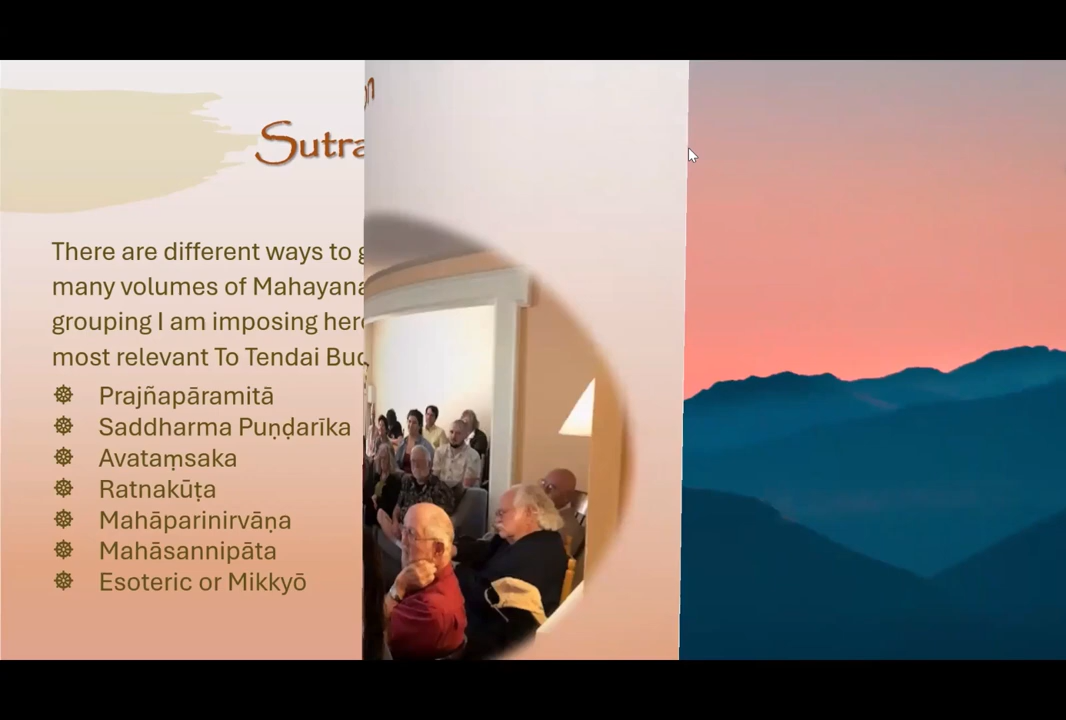 Sutra
There are different ways to g
many volumes of Mahayana
grouping I am imposing here
most relevant To Tendai Bud
Prajñapāramitā
Saddharma Puṇḍarīka
Avataṃsaka
Ratnakūṭa
Mahāparinirvāṇa
Mahāsannipāta
Esoteric or Mikkyō